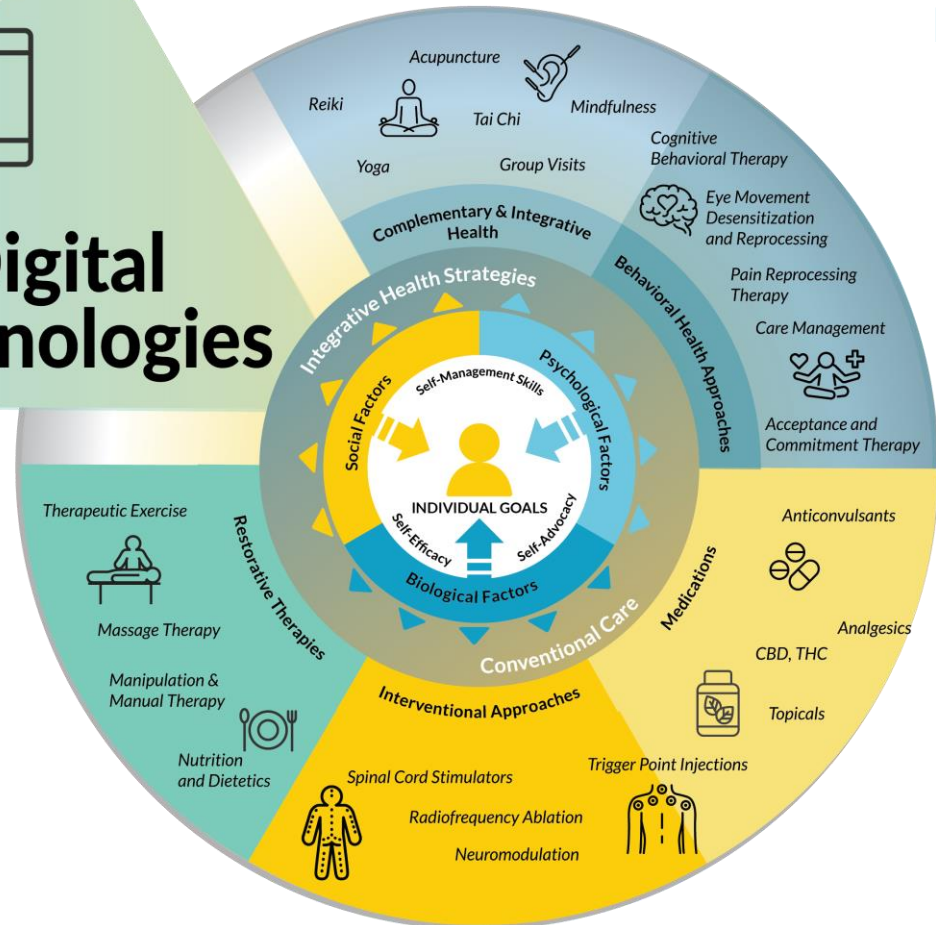 Acupuncture
Reiki
Tai Chi
Mindfulness
Yoga
Group Visits
Complementary & Integrative
Health
Cognitive
Behavioral Therapy
Eye Movement
Desensitization
and Reprocessing
Pain Reprocessing
Therapy
Care Management
Acceptance and
Commitment Therapy
Behavioral Health Approaches
igital
nologies
Integrative Health Strategies
Social Factors
Psychological Factors
Self-Management Skills
INDIVIDUAL GOALS
Self-Efficacy
Self-Advocacy
Biological Factors
Conventional Care
Therapeutic Exercise
Massage Therapy
Manipulation &
Manual Therapy
Nutrition
and Dietetics
Restorative Therapies
Interventional Approaches
Spinal Cord Stimulators
Radiofrequency Ablation
Neuromodulation
Trigger Point Injections
Medications
Anticonvulsants
Analgesics
CBD, THC
Topicals